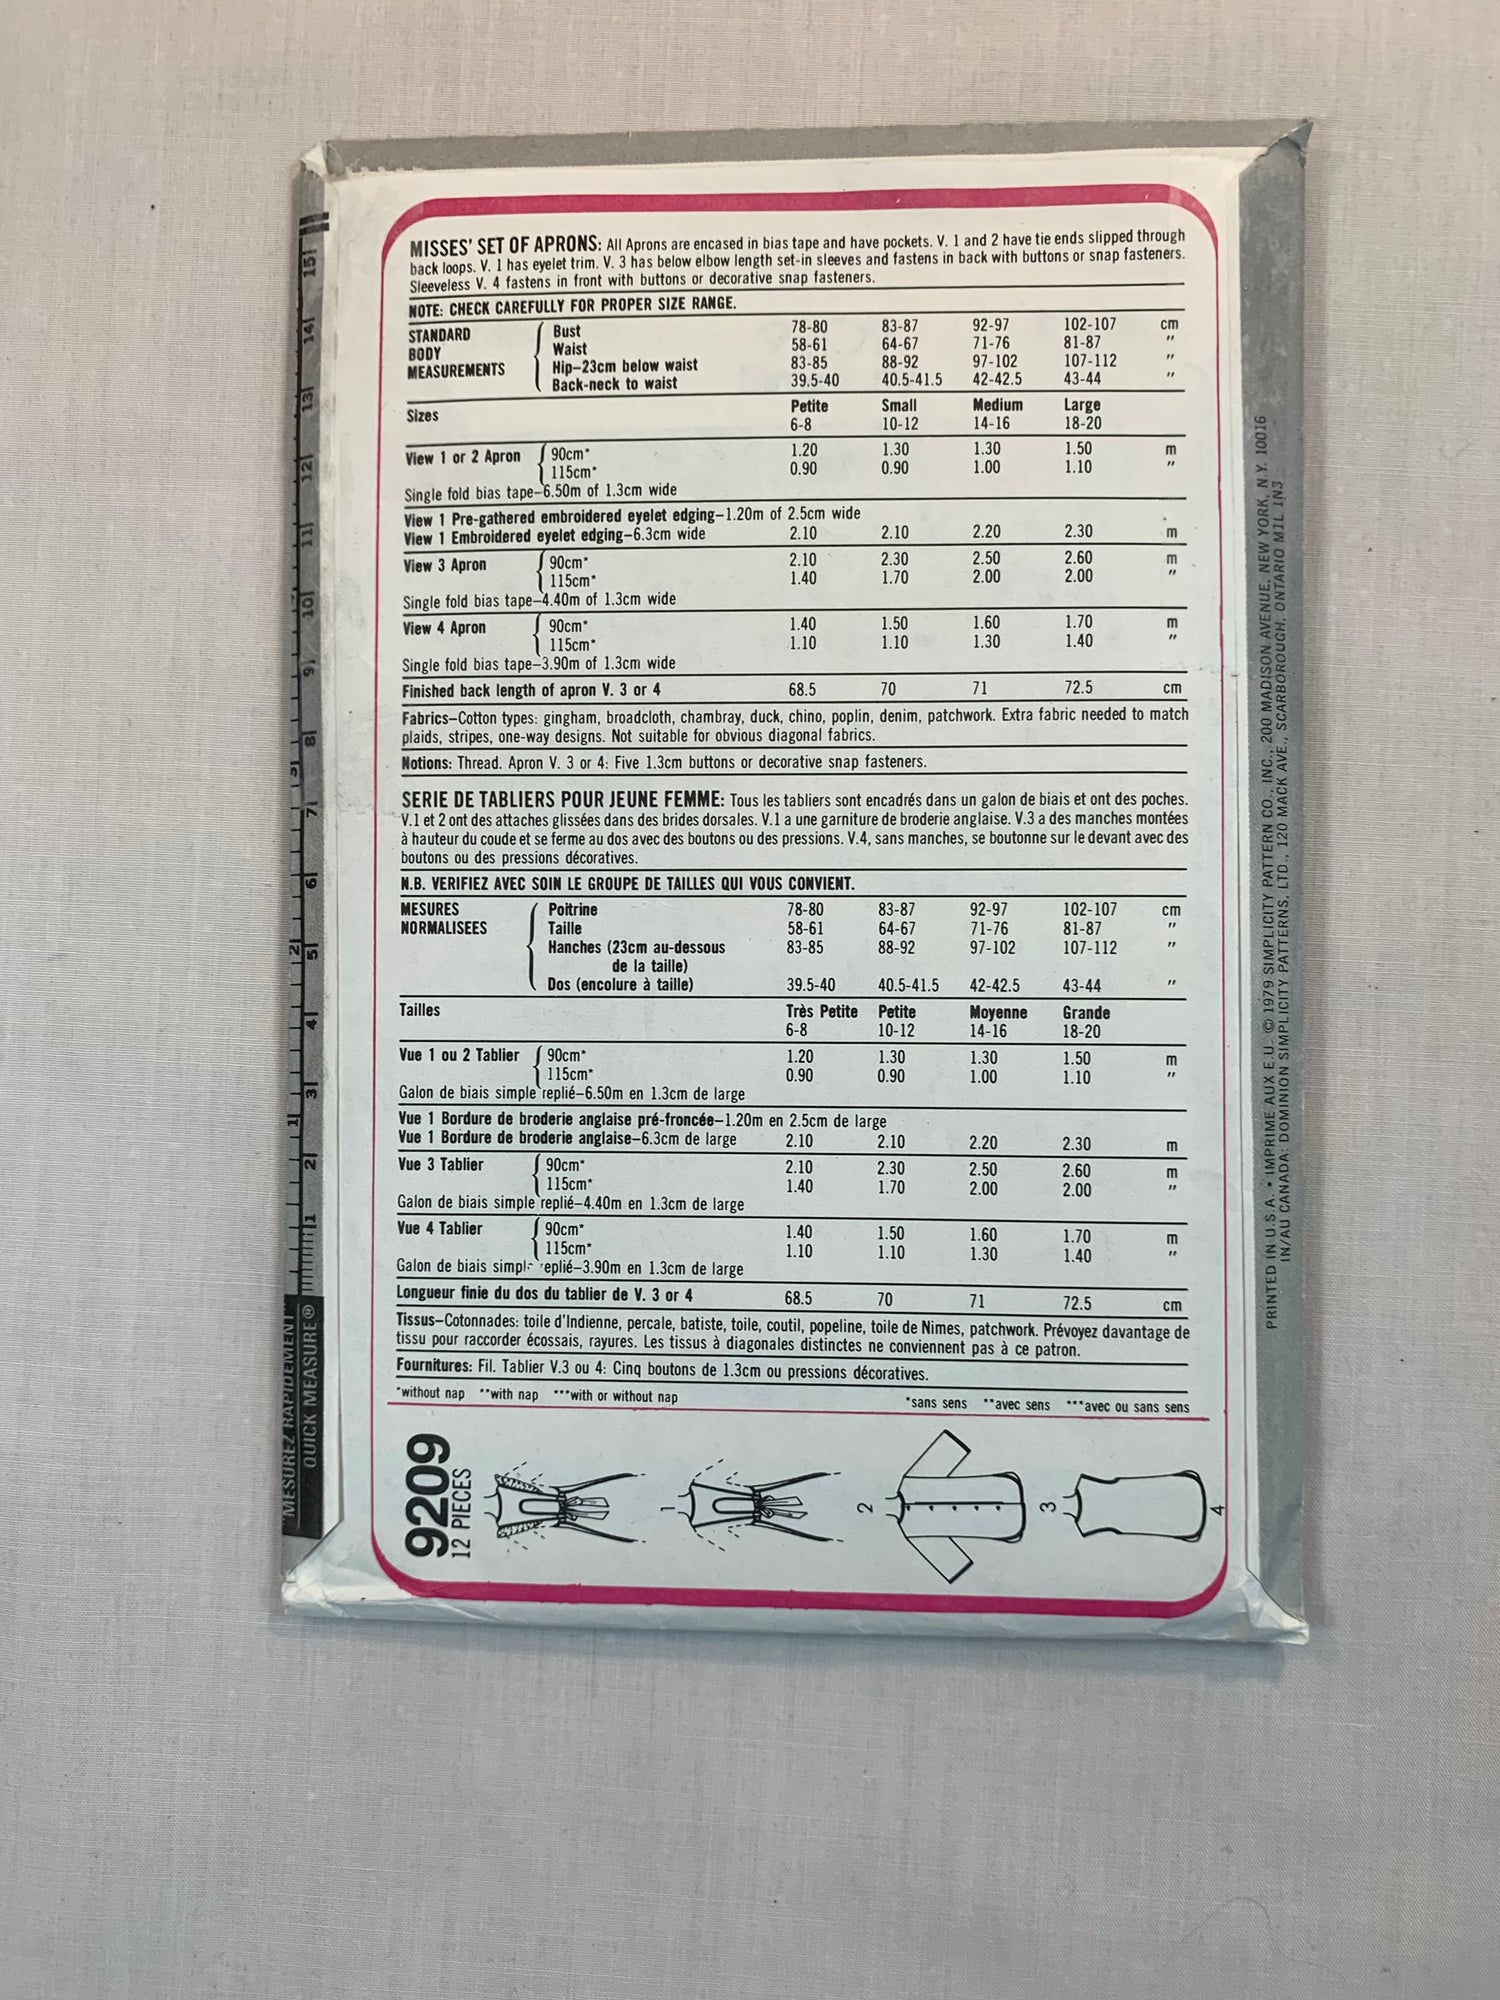 MISSES' SET OF APRONS: All Aprons are encased in bias tape and have pockets. V. 1 and 2 have tie ends slipped through
back loops. V. 1 has eyelet trim. V. 3 has below elbow length set-in sleeves and fastens in back with buttons or snap fasteners.
Sleeveless V. 4 fastens in front with buttons or decorative snap fasteners.
NOTE: CHECK CAREFULLY FOR PROPER SIZE RANGE.
STANDARD BODY MEASUREMENTS
Bust 78-80 83-87 92-97 102-107 cm
Waist 58-61 64-67 71-76 81-87 "
Hip–23cm below waist 83-85 88-92 97-102 107-112 "
Back-neck to waist 39.5-40 40.5-41.5 42-42.5 43-44 "
Sizes Petite Small Medium Large
6-8 10-12 14-16 18-20
View 1 or 2 Apron 90cm* 1.20 1.30 1.30 1.50 m
115cm* 0.90 0.90 1.00 1.10 "
Single fold bias tape–6.50m of 1.3cm wide
View 1 Pre-gathered embroidered eyelet edging–1.20m of 2.5cm wide
View 1 Embroidered eyelet edging–6.3cm wide 2.10 2.10 2.20 2.30 m
View 3 Apron 90cm* 2.10 2.30 2.50 2.60 m
115cm* 1.40 1.70 2.00 2.00 "
Single fold bias tape–4.40m of 1.3cm wide
View 4 Apron 90cm* 1.40 1.50 1.60 1.70 m
115cm* 1.10 1.10 1.30 1.40 "
Single fold bias tape–3.90m of 1.3cm wide
Finished back length of apron V. 3 or 4 68.5 70 71 72.5 cm
Fabrics–Cotton types: gingham, broadcloth, chambray, duck, chino, poplin, denim, patchwork. Extra fabric needed to match
plaids, stripes, one-way designs. Not suitable for obvious diagonal fabrics.
Notions: Thread. Apron V. 3 or 4: Five 1.3cm buttons or decorative snap fasteners.
SERIE DE TABLIERS POUR JEUNE FEMME: Tous les tabliers sont encadrés dans un galon de biais et ont des poches.
V.1 et 2 ont des attaches glissées dans des brides dorsales. V.1 a une garniture de broderie anglaise. V.3 a des manches montées
à hauteur du coude et se ferme au dos avec des boutons ou des pressions. V.4, sans manches, se boutonne sur le devant avec des
boutons ou des pressions décoratives.
N.B. VERIFIEZ AVEC SOIN LE GROUPE DE TAILLES QUI VOUS CONVIENT.
MESURES NORMALISEES
Poitrine 78-80 83-87 92-97 102-107 cm
Taille 58-61 64-67 71-76 81-87 "
Hanches (23cm au-dessous 83-85 88-92 97-102 107-112 "
de la taille)
Dos (encolure à taille) 39.5-40 40.5-41.5 42-42.5 43-44 "
Tailles Très Petite Petite Moyenne Grande
6-8 10-12 14-16 18-20
Vue 1 ou 2 Tablier 90cm* 1.20 1.30 1.30 1.50 m
115cm* 0.90 0.90 1.00 1.10 "
Galon de biais simple replié–6.50m en 1.3cm de large
Vue 1 Bordure de broderie anglaise pré-froncée–1.20m en 2.5cm de large
Vue 1 Bordure de broderie anglaise–6.3cm de large 2.10 2.10 2.20 2.30 m
Vue 3 Tablier 90cm* 2.10 2.30 2.50 2.60 m
115cm* 1.40 1.70 2.00 2.00 "
Galon de biais simple replié–4.40m en 1.3cm de large
Vue 4 Tablier 90cm* 1.40 1.50 1.60 1.70 m
115cm* 1.10 1.10 1.30 1.40 "
Galon de biais simple replié–3.90m en 1.3cm de large
Longueur finie du dos du tablier de V. 3 or 4 68.5 70 71 72.5 cm
Tissus–Cotonnades: toile d'Indienne, percale, batiste, toile, coutil, popeline, toile de Nimes, patchwork. Prévoyez davantage de
tissu pour raccorder écossais, rayures. Les tissus à diagonales distinctes ne conviennent pas à ce patron.
Fournitures: Fil. Tablier V.3 ou 4: Cinq boutons de 1.3cm ou pressions décoratives.
*without nap **with nap ***with or without nap *sans sens **avec sens ***avec ou sans sens
9209
12 PIECES
1
2
3
4
MESUREZ RAPIDEMENT
QUICK MEASURE®
1 2 3 4 5 6 7 8 9 10 11 12 13 14 15
1 2 3
PRINTED IN U.S.A. • IMPRIME AUX E.U. © 1979 SIMPLICITY PATTERN CO., INC., 200 MADISON AVENUE, NEW YORK, N.Y. 10016
IN/AU CANADA: DOMINION SIMPLICITY PATTERNS, LTD., 120 MACK AVE., SCARBOROUGH, ONTARIO M1L 1N3